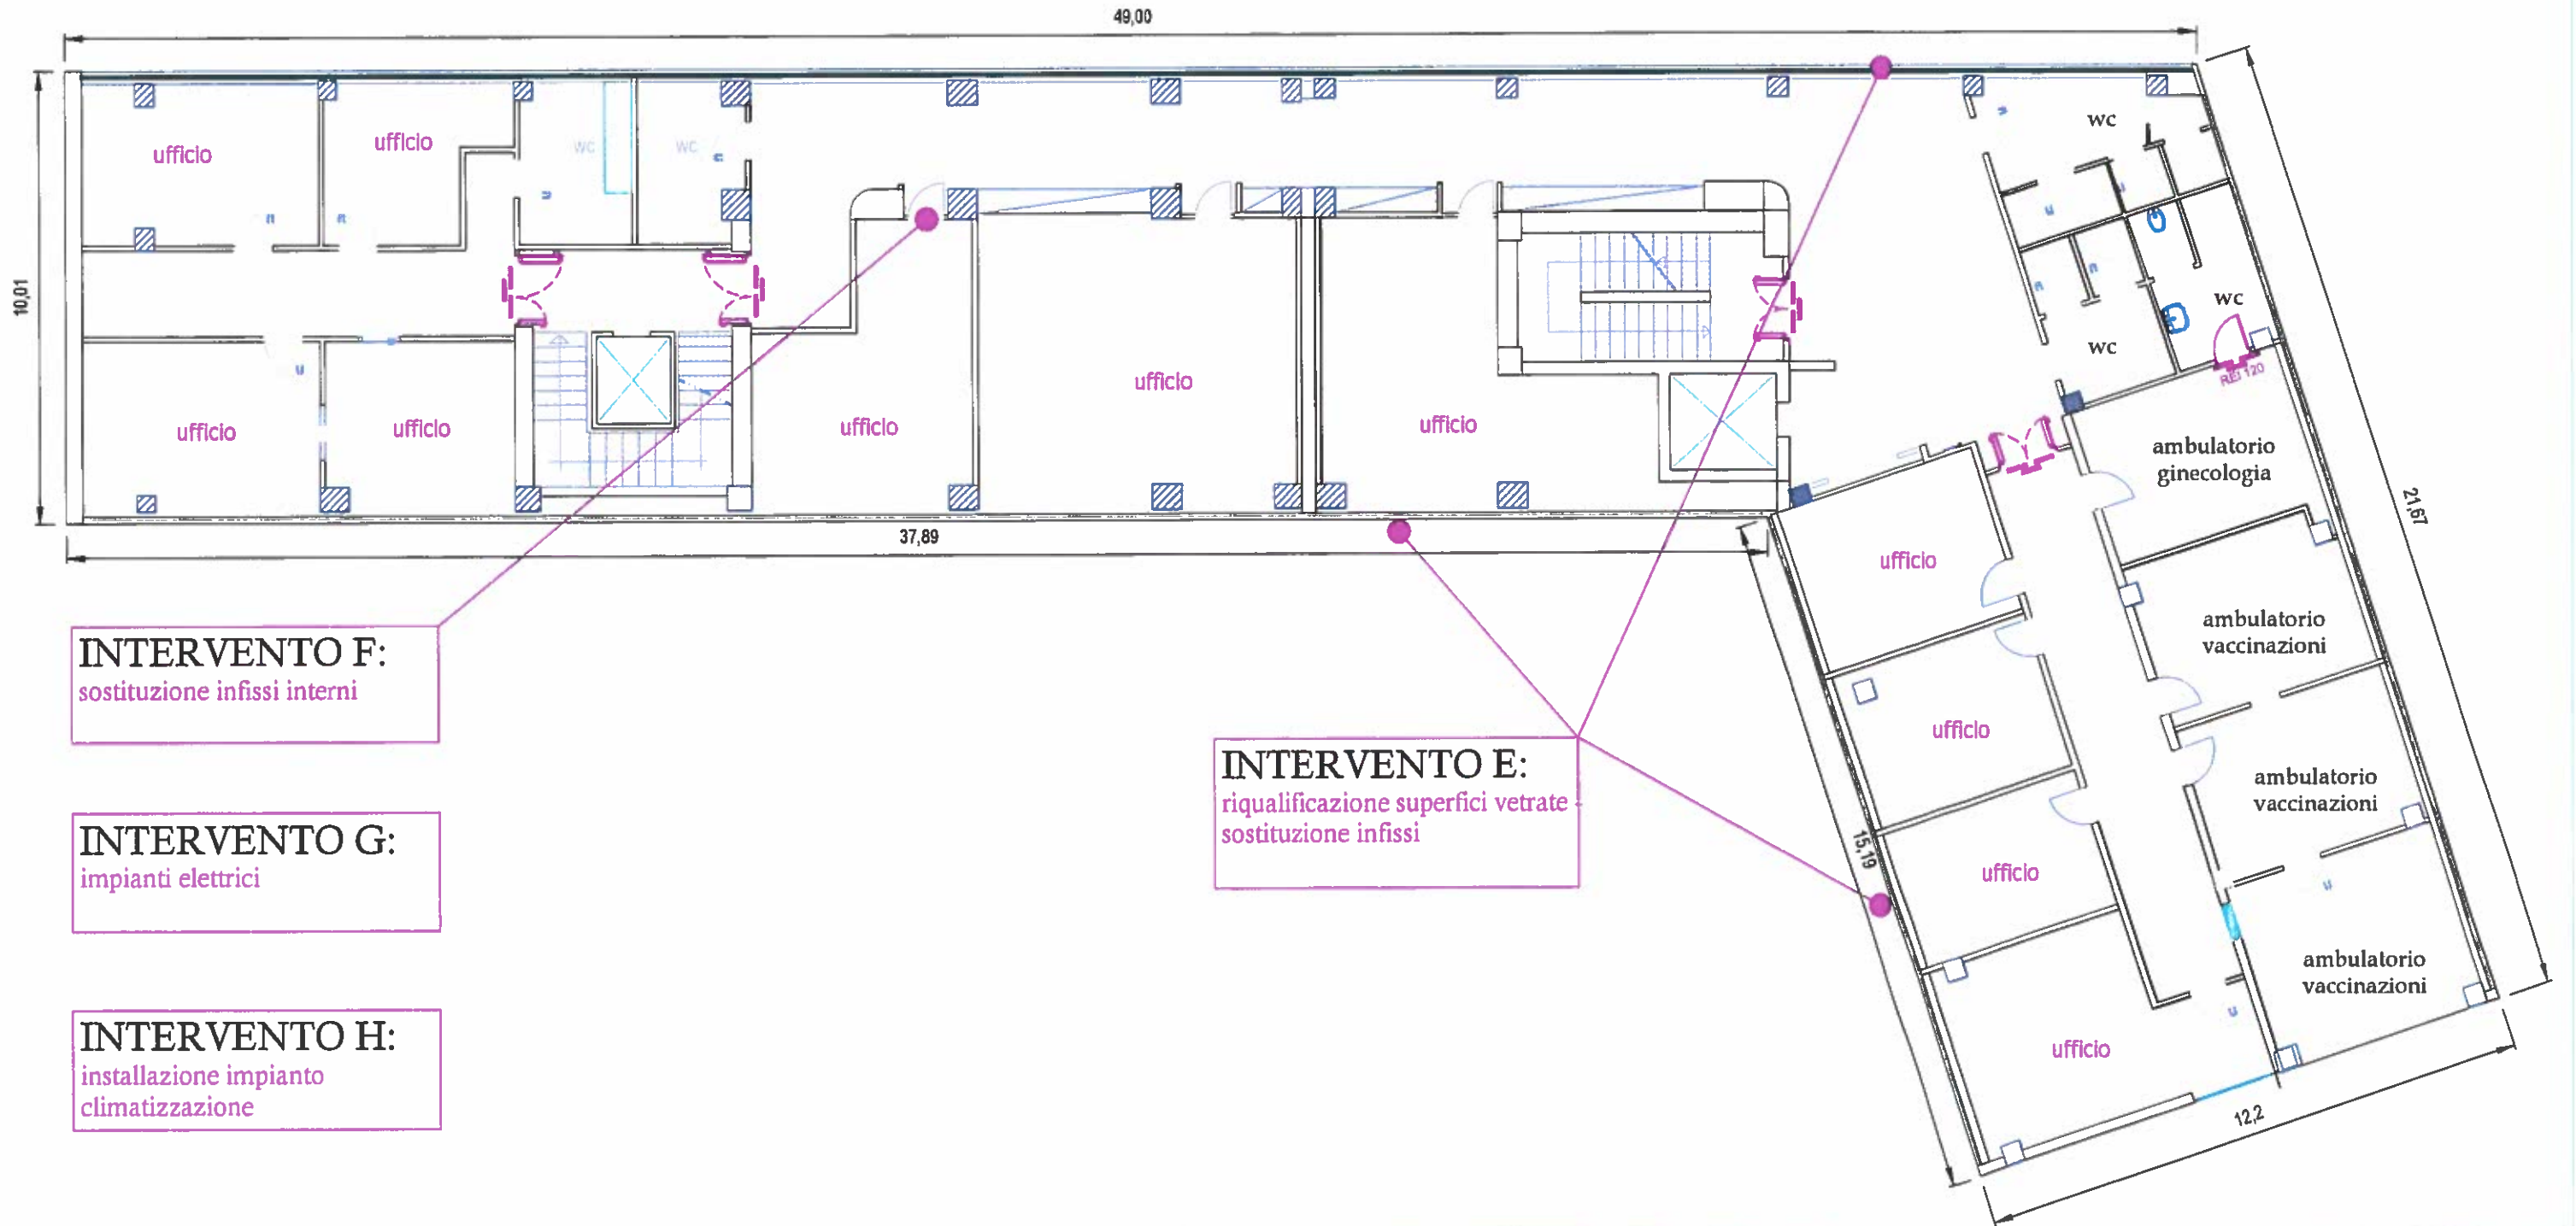 49,00
10,01
ufficio
ufficio
wc
wc
wc
wc
wc
REI 120
ufficio
ufficio
ufficio
ufficio
ufficio
37,89
ambulatorio
ginecologia
21,67
ufficio
ambulatorio
vaccinazioni
ufficio
ambulatorio
vaccinazioni
ufficio
15,19
ambulatorio
vaccinazioni
ufficio
12,2
INTERVENTO F:
sostituzione infissi interni
INTERVENTO G:
impianti elettrici
INTERVENTO H:
installazione impianto
climatizzazione
INTERVENTO E:
riqualificazione superfici vetrate -
sostituzione infissi